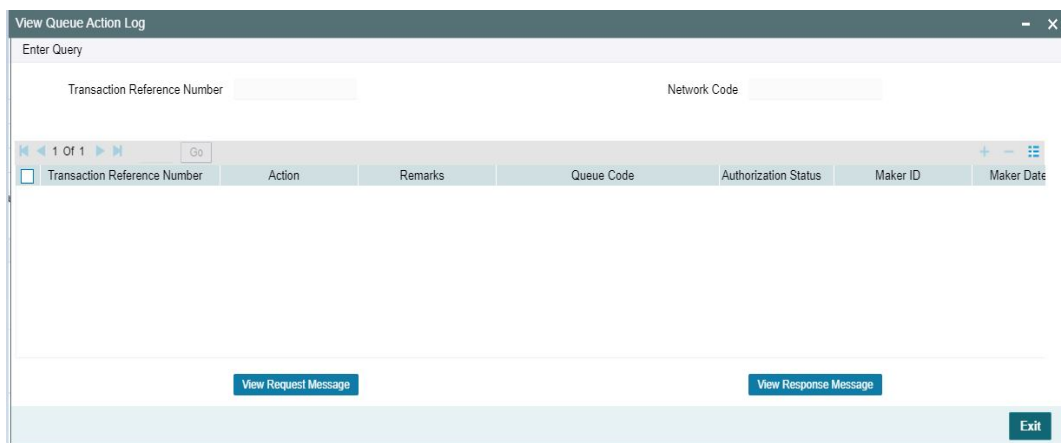 View Queue Action Log
Enter Query
Transaction Reference Number Network Code
1 Of 1 Go
Transaction Reference Number Action Remarks Queue Code Authorization Status Maker ID Maker Date
View Request Message View Response Message
Exit